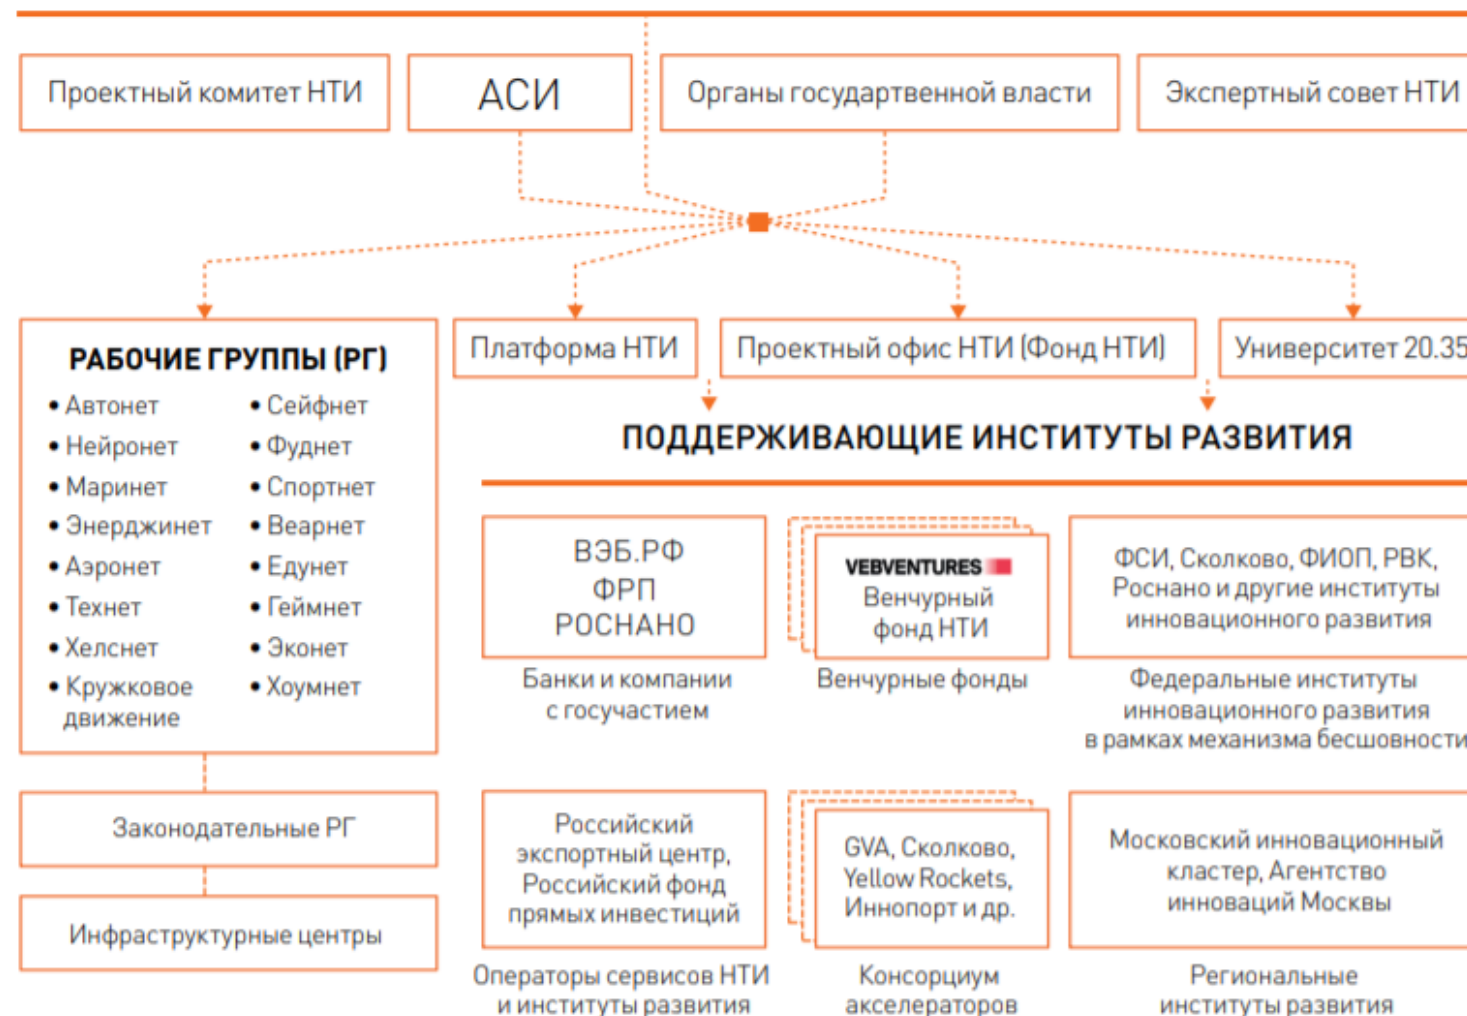 Проектный комитет НТИ
АСИ
Органы государтвенной власти
Экспертный совет НТИ
РАБОЧИЕ ГРУППЫ (РГ)
• Автонет
• Нейронет
• Маринет
• Энерджинет
• Аэронет
• Технет
• Хелснет
• Кружковое
движение
• Сейфнет
• Фуднет
• Спортнет
• Веарнет
• Едунет
• Геймнет
• Эконет
• Хоумнет
Законодательные РГ
Инфраструктурные центры
Платформа НТИ
Проектный офис НТИ (Фонд НТИ)
Университет 20.35
ПОДДЕРЖИВАЮЩИЕ ИНСТИТУТЫ РАЗВИТИЯ
ВЭБ.РФ
ФРП
РОСНАНО
Банки и компании
с госучастием
VEBVENTURES
Венчурный
фонд НТИ
Венчурные фонды
ФСИ, Сколково, ФИОП, РВК,
Роснано и другие институты
инновационного развития
Федеральные институты
инновационного развития
в рамках механизма бесшовности
Российский
экспортный центр,
Российский фонд
прямых инвестиций
Операторы сервисов НТИ
и институты развития
GVA, Сколково,
Yellow Rockets,
Иннопорт и др.
Консорциум
акселераторов
Московский инновационный
кластер, Агентство
инноваций Москвы
Региональные
институты развития